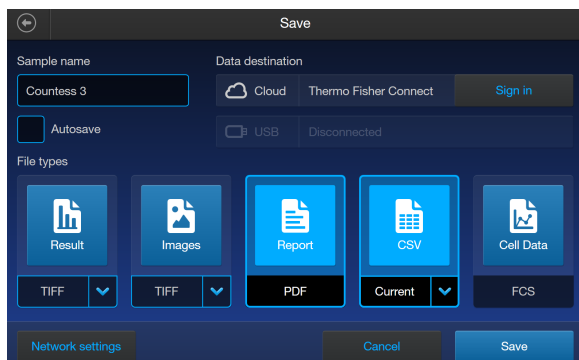 Save
Sample name
Data destination
Countess 3
Cloud
Thermo Fisher Connect
Sign in
Autosave
USB
Disconnected
File types
Result
Images
Report
CSV
Cell Data
TIFF
TIFF
PDF
Current
FCS
Network settings
Cancel
Save